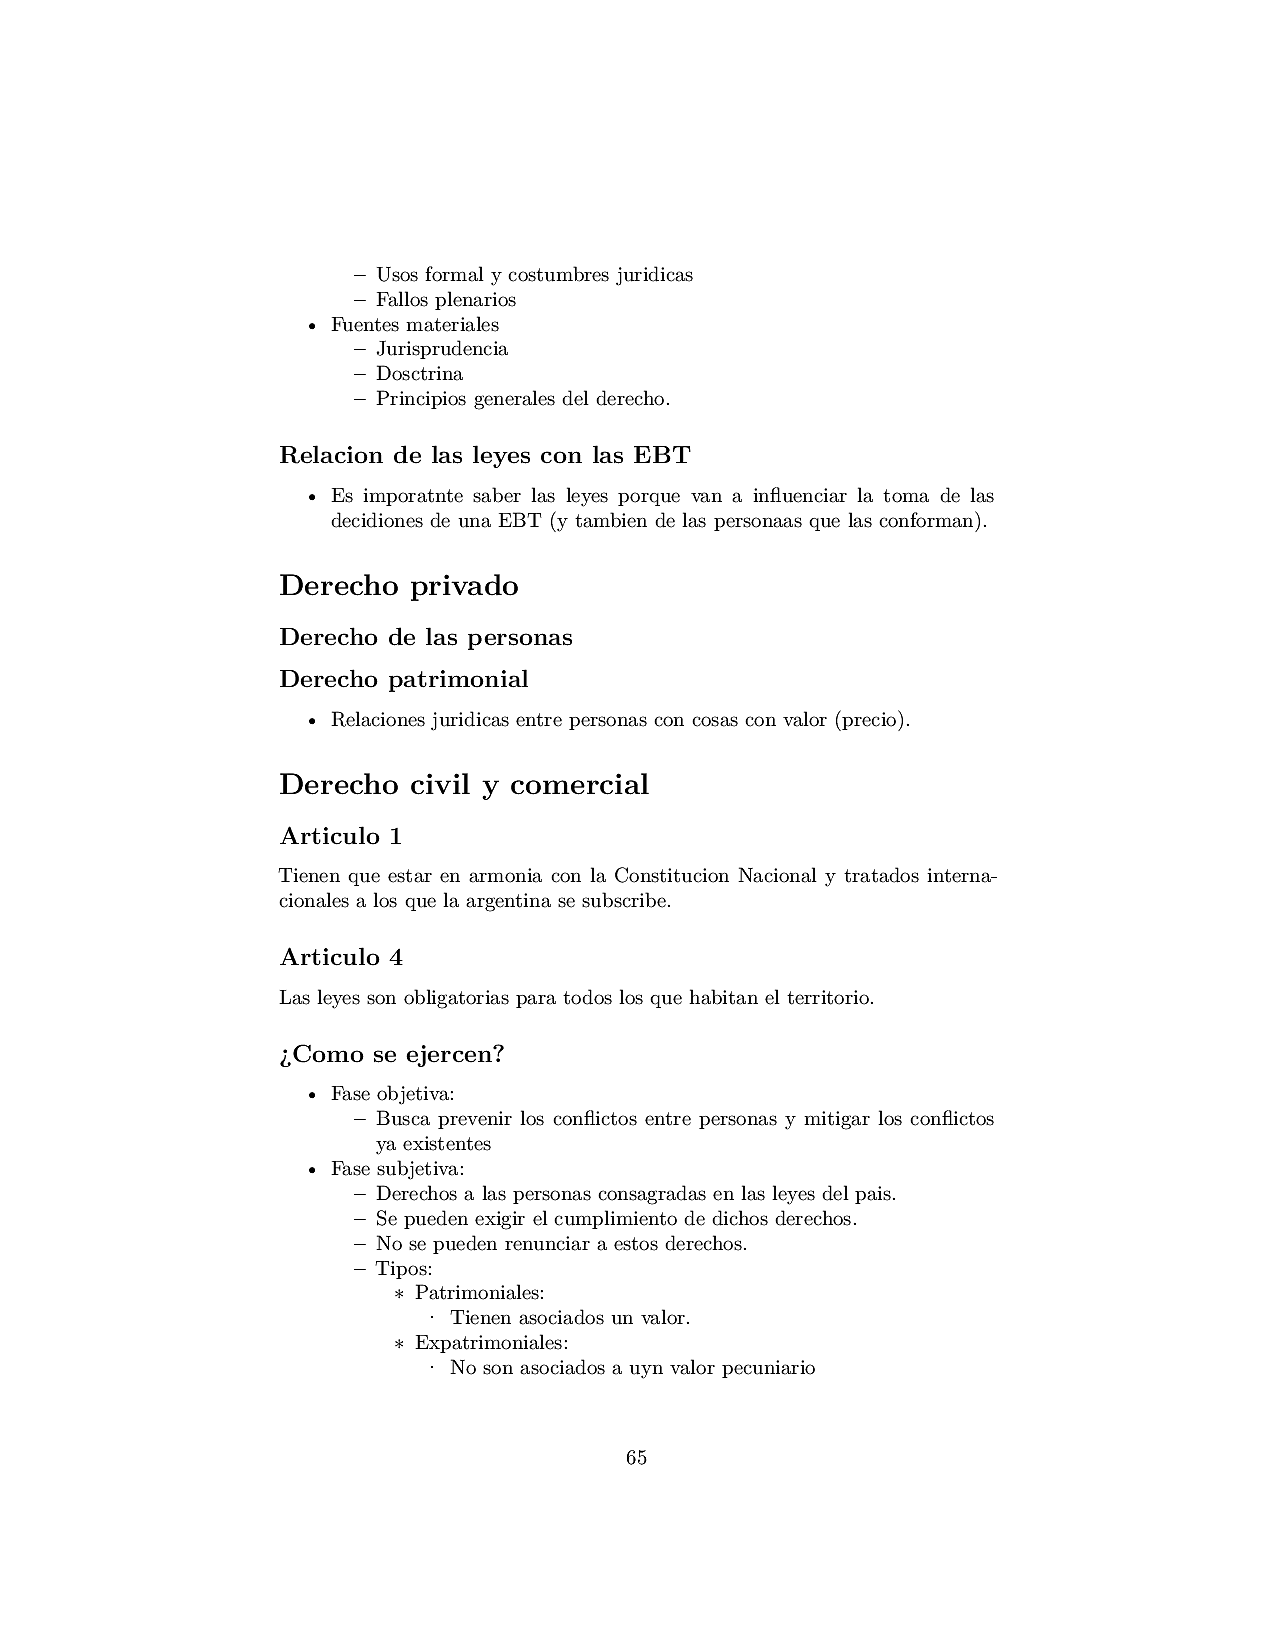 – Usos formal y costumbres juridicas
– Fallos plenarios
• Fuentes materiales
– Jurisprudencia
– Dosctrina
– Principios generales del derecho.
Relacion de las leyes con las EBT
• Es imporatnte saber las leyes porque van a influenciar la toma de las
decidiones de una EBT (y tambien de las personaas que las conforman).
Derecho privado
Derecho de las personas
Derecho patrimonial
• Relaciones juridicas entre personas con cosas con valor (precio).
Derecho civil y comercial
Articulo 1
Tienen que estar en armonia con la Constitucion Nacional y tratados interna-
cionales a los que la argentina se subscribe.
Articulo 4
Las leyes son obligatorias para todos los que habitan el territorio.
¿Como se ejercen?
• Fase objetiva:
– Busca prevenir los conflictos entre personas y mitigar los conflictos
ya existentes
• Fase subjetiva:
– Derechos a las personas consagradas en las leyes del pais.
– Se pueden exigir el cumplimiento de dichos derechos.
– No se pueden renunciar a estos derechos.
– Tipos:
∗ Patrimoniales:
· Tienen asociados un valor.
∗ Expatrimoniales:
· No son asociados a uyn valor pecuniario
65